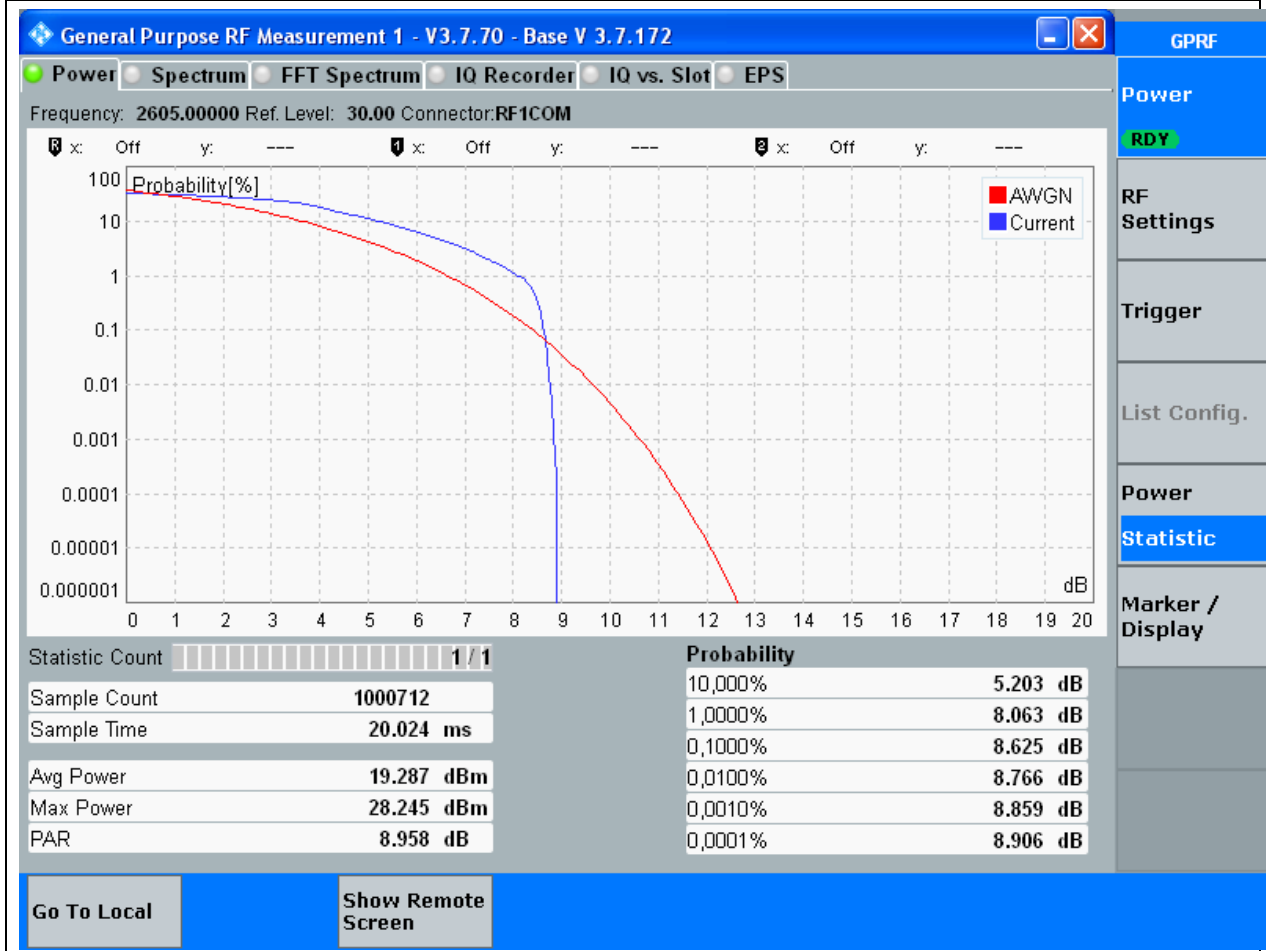 General Purpose RF Measurement 1 - V3.7.70 - Base V 3.7.172
GPRF
Power Spectrum FFT Spectrum IQ Recorder IQ vs. Slot EPS
Frequency: 2605.00000 Ref. Level: 30.00 Connector:RF1COM
R x: Off y: --- 1 x: Off y: --- 2 x: Off y: ---
Probability[%]
100
10
1
0.1
0.01
0.001
0.0001
0.00001
0.000001
AWGN
Current
dB
0 1 2 3 4 5 6 7 8 9 10 11 12 13 14 15 16 17 18 19 20
Statistic Count 1 / 1
Sample Count 1000712
Sample Time 20.024 ms
Avg Power 19.287 dBm
Max Power 28.245 dBm
PAR 8.958 dB
Probability
10,000% 5.203 dB
1,0000% 8.063 dB
0,1000% 8.625 dB
0,0100% 8.766 dB
0,0010% 8.859 dB
0,0001% 8.906 dB
Power
RDY
RF
Settings
Trigger
List Config.
Power
Statistic
Marker /
Display
Go To Local
Show Remote
Screen